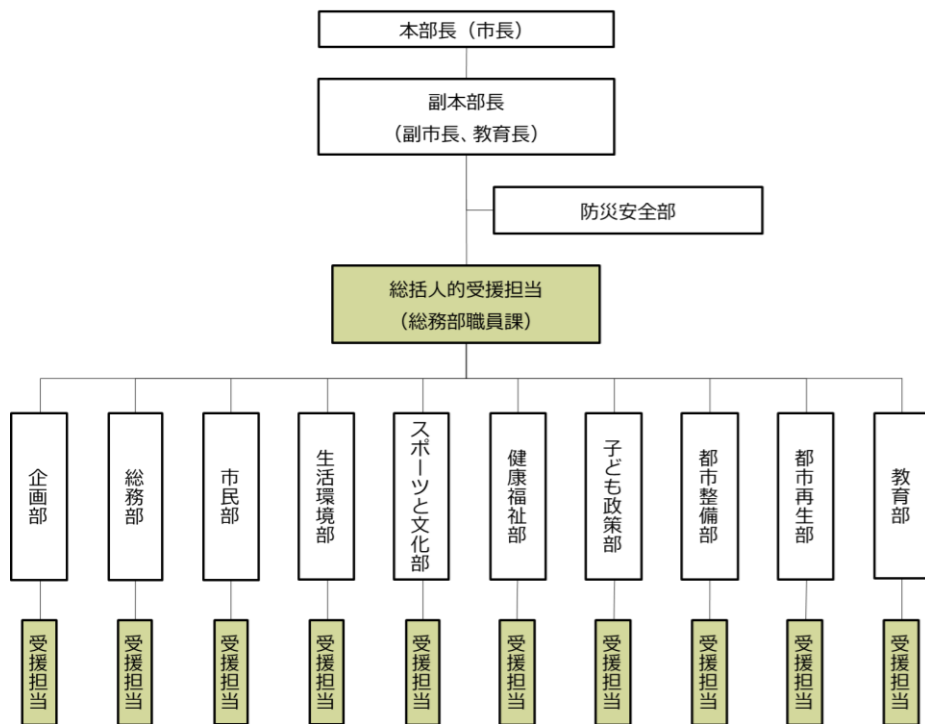 本部長（市長）
副本部長
（副市長、教育長）
防災安全部
総括人的受援担当
（総務部職員課）
企画部
総務部
市民部
生活環境部
スポーツと文化部
健康福祉部
子ども政策部
都市整備部
都市再生部
教育部
受援担当
受援担当
受援担当
受援担当
受援担当
受援担当
受援担当
受援担当
受援担当
受援担当